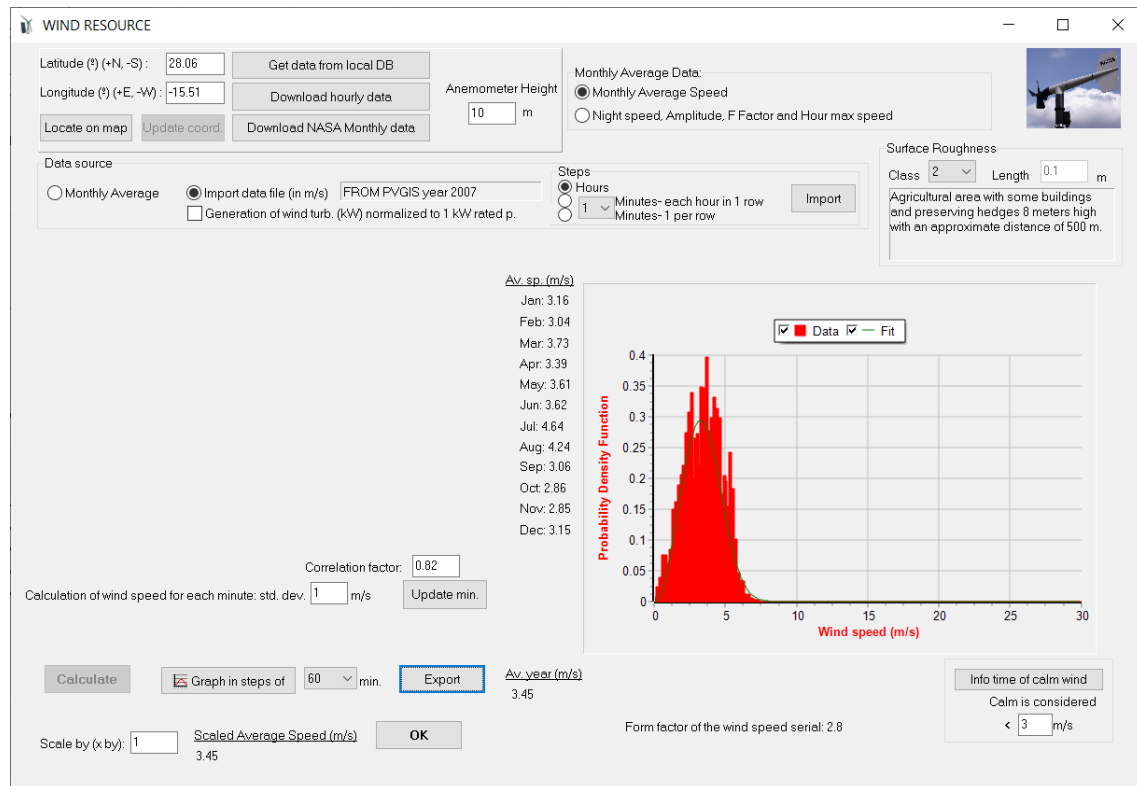 WIND RESOURCE
Latitude (º) (+N, -S) : 28.06 Get data from local DB
Longitude (º) (+E, -W) : -15.51 Download hourly data
Locate on map Update coord. Download NASA Monthly data
Anemometer Height
10 m
Monthly Average Data:
Monthly Average Speed
Night speed, Amplitude, F Factor and Hour max speed
Data source
Monthly Average Import data file (in m/s) FROM PVGIS year 2007
Generation of wind turb. (kW) normalized to 1 kW rated p.
Steps
Hours
1 Minutes- each hour in 1 row
Minutes- 1 per row
Import
Surface Roughness
Class 2 Length 0.1 m
Agricultural area with some buildings
and preserving hedges 8 meters high
with an approximate distance of 500 m.
Av. sp. (m/s)
Jan: 3.16
Feb: 3.04
Mar: 3.73
Apr: 3.39
May: 3.61
Jun: 3.62
Jul: 4.64
Aug: 4.24
Sep: 3.06
Oct: 2.86
Nov: 2.85
Dec: 3.15
Data Fit
Probability Density Function
0.4
0.35
0.3
0.25
0.2
0.15
0.1
0.05
0
0 5 10 15 20 25 30
Wind speed (m/s)
Correlation factor: 0.82
Calculation of wind speed for each minute: std. dev. 1 m/s Update min.
Calculate Graph in steps of 60 min. Export
Av. year (m/s)
3.45
Scale by (x by): 1 Scaled Average Speed (m/s) OK
3.45
Form factor of the wind speed serial: 2.8
Info time of calm wind
Calm is considered
< 3 m/s